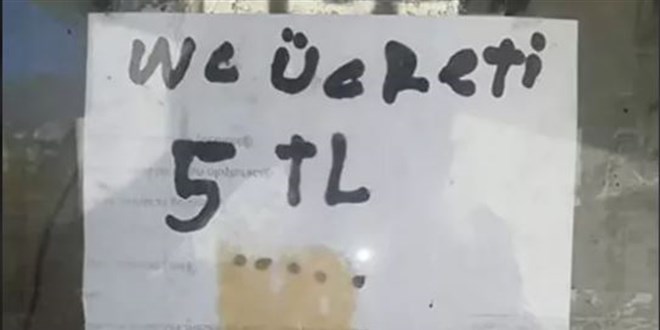 WC ÜCRETİ
5 TL
.....